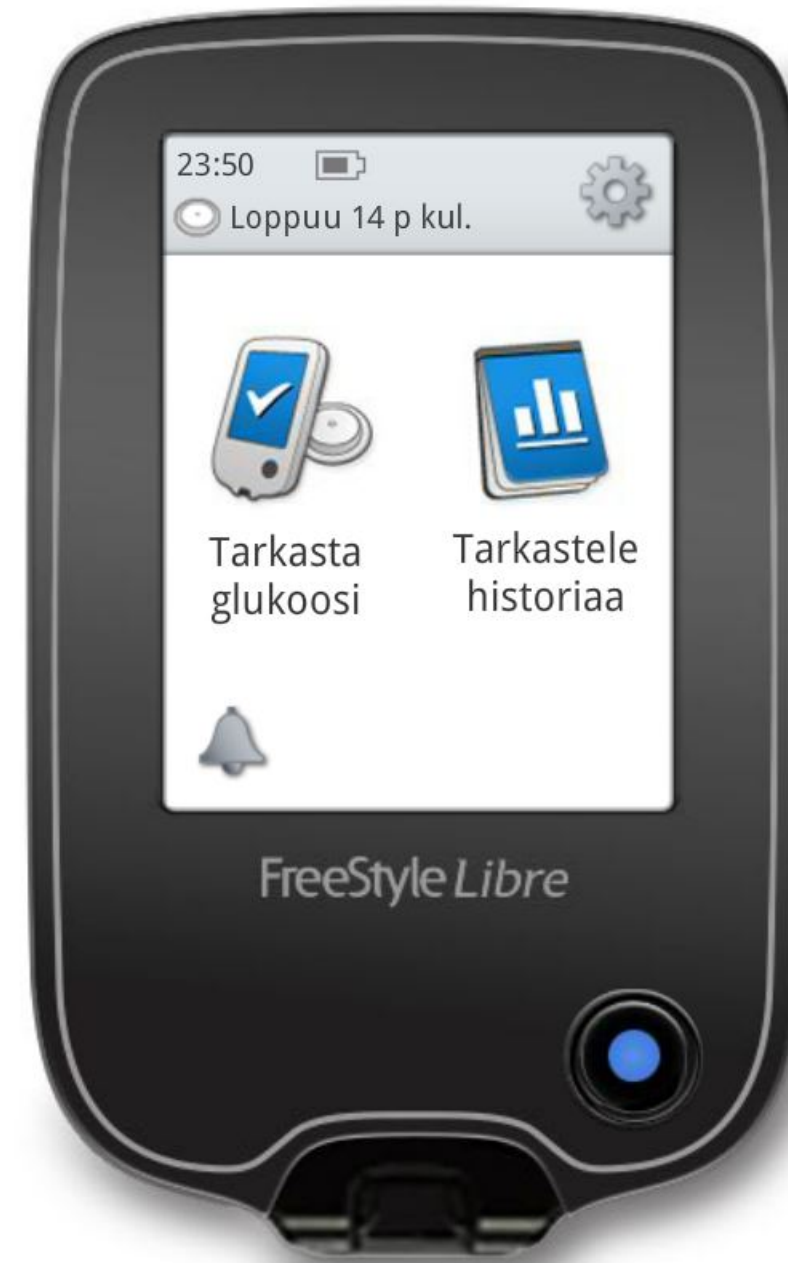 23:50
Loppuu 14 p kul.
Tarkasta
glukoosi
Tarkastele
historiaa
FreeStyle Libre